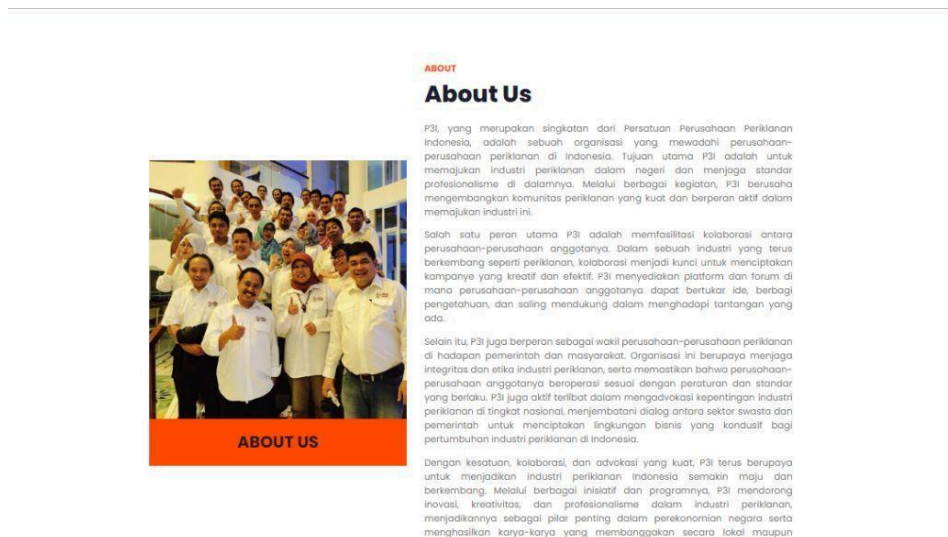 ABOUT
About Us
P3I, yang merupakan singkatan dari Persatuan Perusahaan Periklanan
Indonesia, adalah sebuah organisasi yang mewadahi perusahaan-
perusahaan periklanan di Indonesia. Tujuan utama P3I adalah untuk
memajukan industri periklanan dalam negeri dan menjaga standar
profesionalisme di dalamnya. Melalui berbagai kegiatan, P3I berusaha
mengembangkan komunitas periklanan yang kuat dan berperan aktif dalam
memajukan industri ini.
Salah satu peran utama P3I adalah memfasilitasi kolaborasi antara
perusahaan-perusahaan anggotanya. Dalam sebuah industri yang terus
berkembang seperti periklanan, kolaborasi menjadi kunci untuk menciptakan
kampanye yang kreatif dan efektif. P3I menyediakan platform dan forum di
mana perusahaan-perusahaan anggotanya dapat bertukar ide, berbagi
pengetahuan, dan saling mendukung dalam menghadapi tantangan yang
ada.
Selain itu, P3I juga berperan sebagai wakil perusahaan-perusahaan periklanan
di hadapan pemerintah dan masyarakat. Organisasi ini berupaya menjaga
integritas dan etika industri periklanan, serta memastikan bahwa perusahaan-
perusahaan anggotanya beroperasi sesuai dengan peraturan dan standar
yang berlaku. P3I juga aktif terlibat dalam mengadvokasi kepentingan industri
periklanan di tingkat nasional, menjembatani dialog antara sektor swasta dan
pemerintah untuk menciptakan lingkungan bisnis yang kondusif bagi
pertumbuhan industri periklanan di Indonesia.
Dengan kesatuan, kolaborasi, dan advokasi yang kuat, P3I terus berupaya
untuk menjadikan industri periklanan Indonesia semakin maju dan
berkembang. Melalui berbagai inisiatif dan programnya, P3I mendorong
inovasi, kreativitas, dan profesionalisme dalam industri periklanan,
menjadikannya sebagai pilar penting dalam perekonomian negara serta
menghasilkan karya-karya yang membanggakan secara lokal maupun
ABOUT US